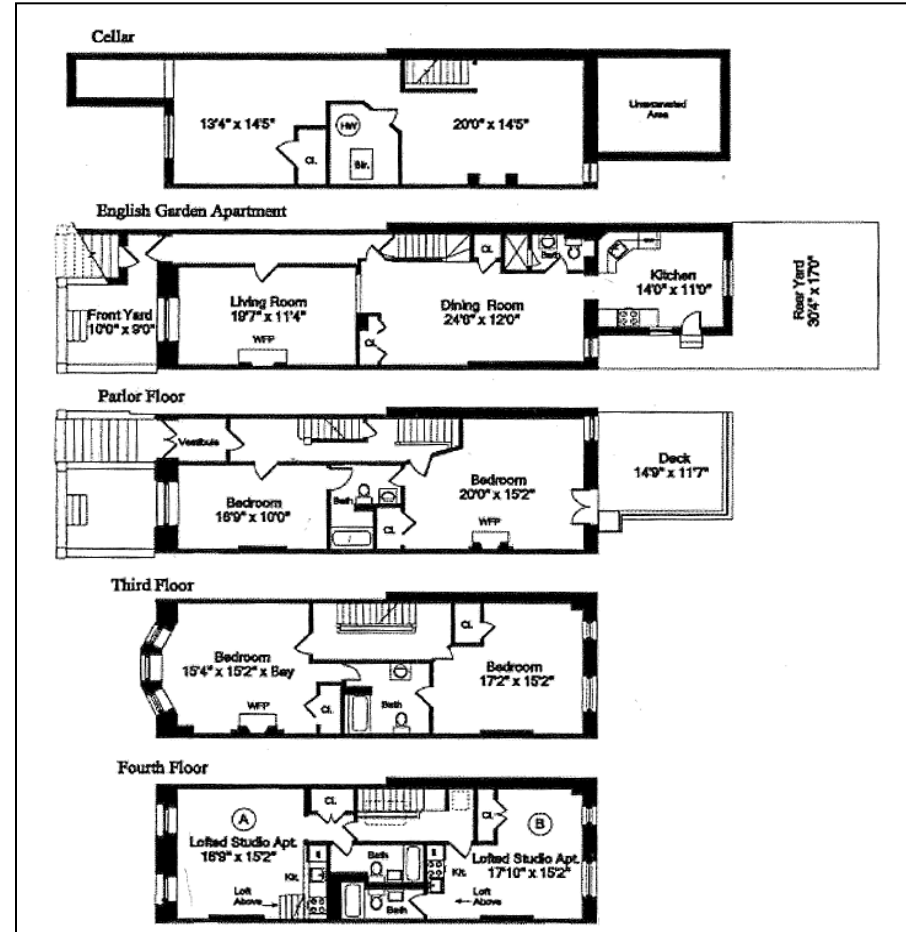 Cellar
13'4" x 14'5"
HW
Blr.
Cl.
20'0" x 14'5"
Unexcavated
Area
English Garden Apartment
Front Yard
10'0" x 9'0"
Living Room
19'7" x 11'4"
WFP
Cl.
Dining Room
24'6" x 12'0"
Cl.
Bath
Kitchen
14'0" x 11'0"
Rear Yard
30'4" x 17'0"
Parlor Floor
Vestibule
Bedroom
16'9" x 10'0"
Bath
Cl.
Bedroom
20'0" x 15'2"
WFP
Deck
14'9" x 11'7"
Third Floor
Bedroom
15'4" x 15'2" x Bay
WFP
Cl.
Bath
Cl.
Bedroom
17'2" x 15'2"
Fourth Floor
A
Lofted Studio Apt.
16'9" x 15'2"
Loft
Above
Kit.
Cl.
Bath
Bath
Kit.
Cl.
B
Lofted Studio Apt.
17'10" x 15'2"
Loft
Above